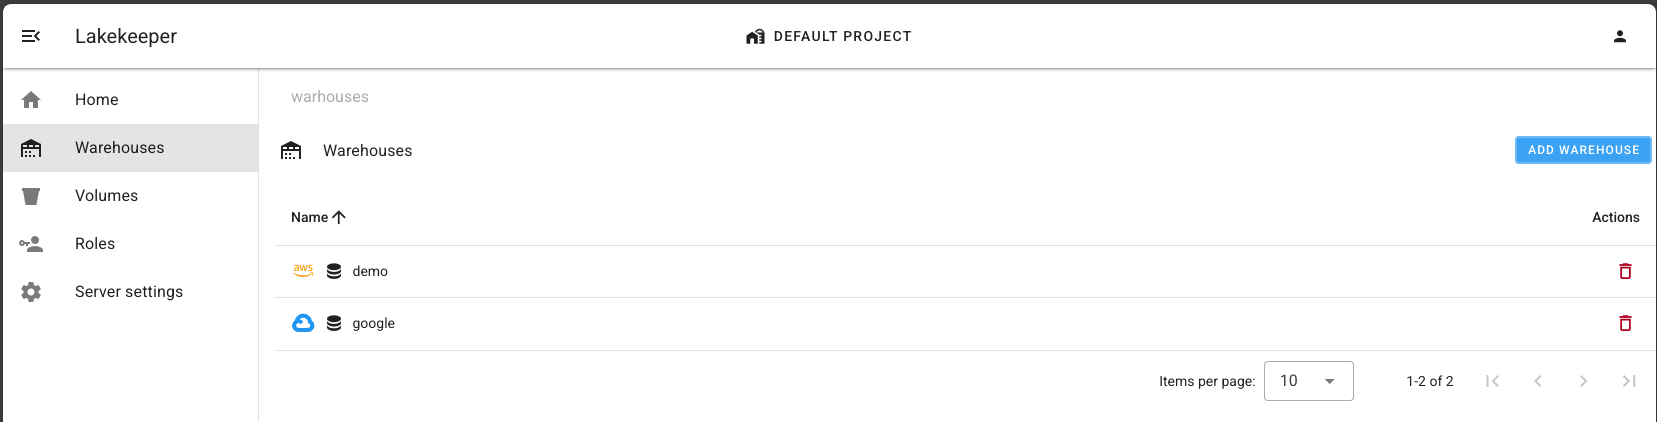 Lakekeeper
DEFAULT PROJECT
Home
Warehouses
Volumes
Roles
Server settings
warhouses
Warehouses
ADD WAREHOUSE
Name
Actions
aws demo
google
Items per page: 10 1-2 of 2